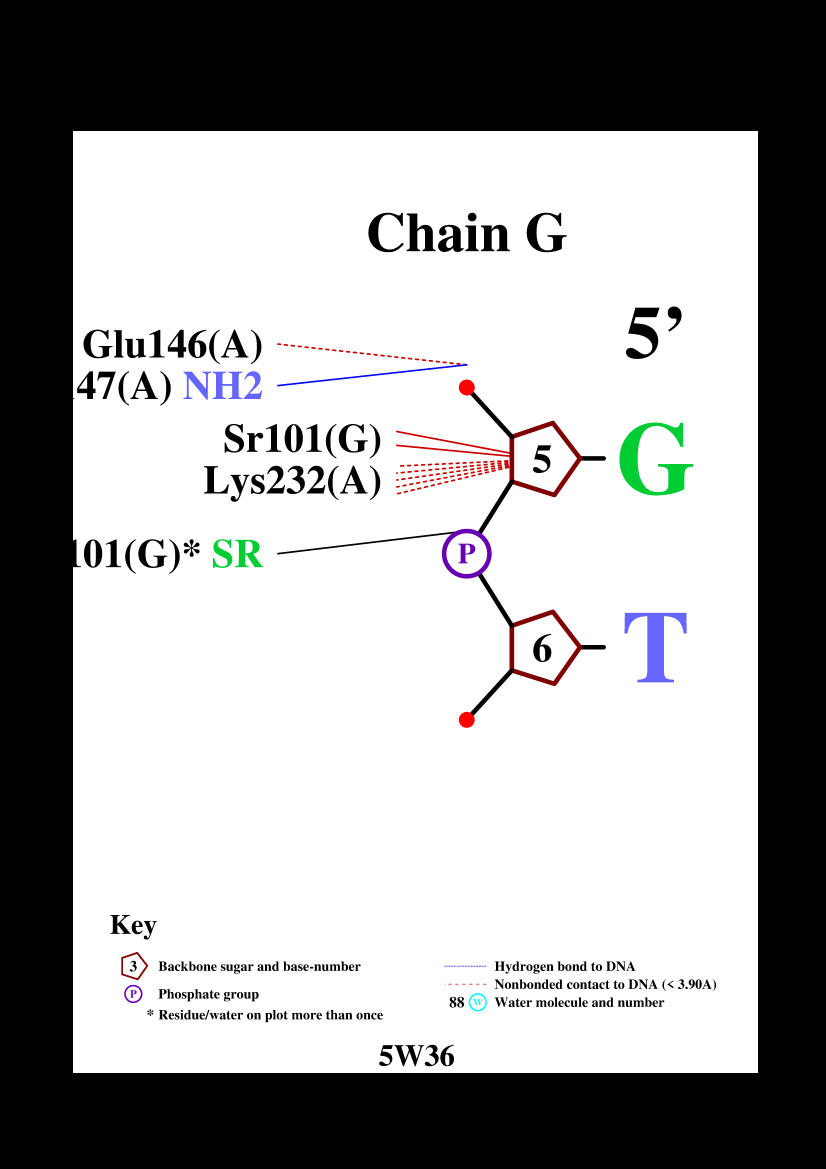 Chain G
5’
Glu146(A)
47(A) NH2
Sr101(G)
5
G
Lys232(A)
101(G)* SR
P
6
T
Key
3 Backbone sugar and base-number
P Phosphate group
* Residue/water on plot more than once
Hydrogen bond to DNA
Nonbonded contact to DNA (< 3.90A)
88 W Water molecule and number
5W36